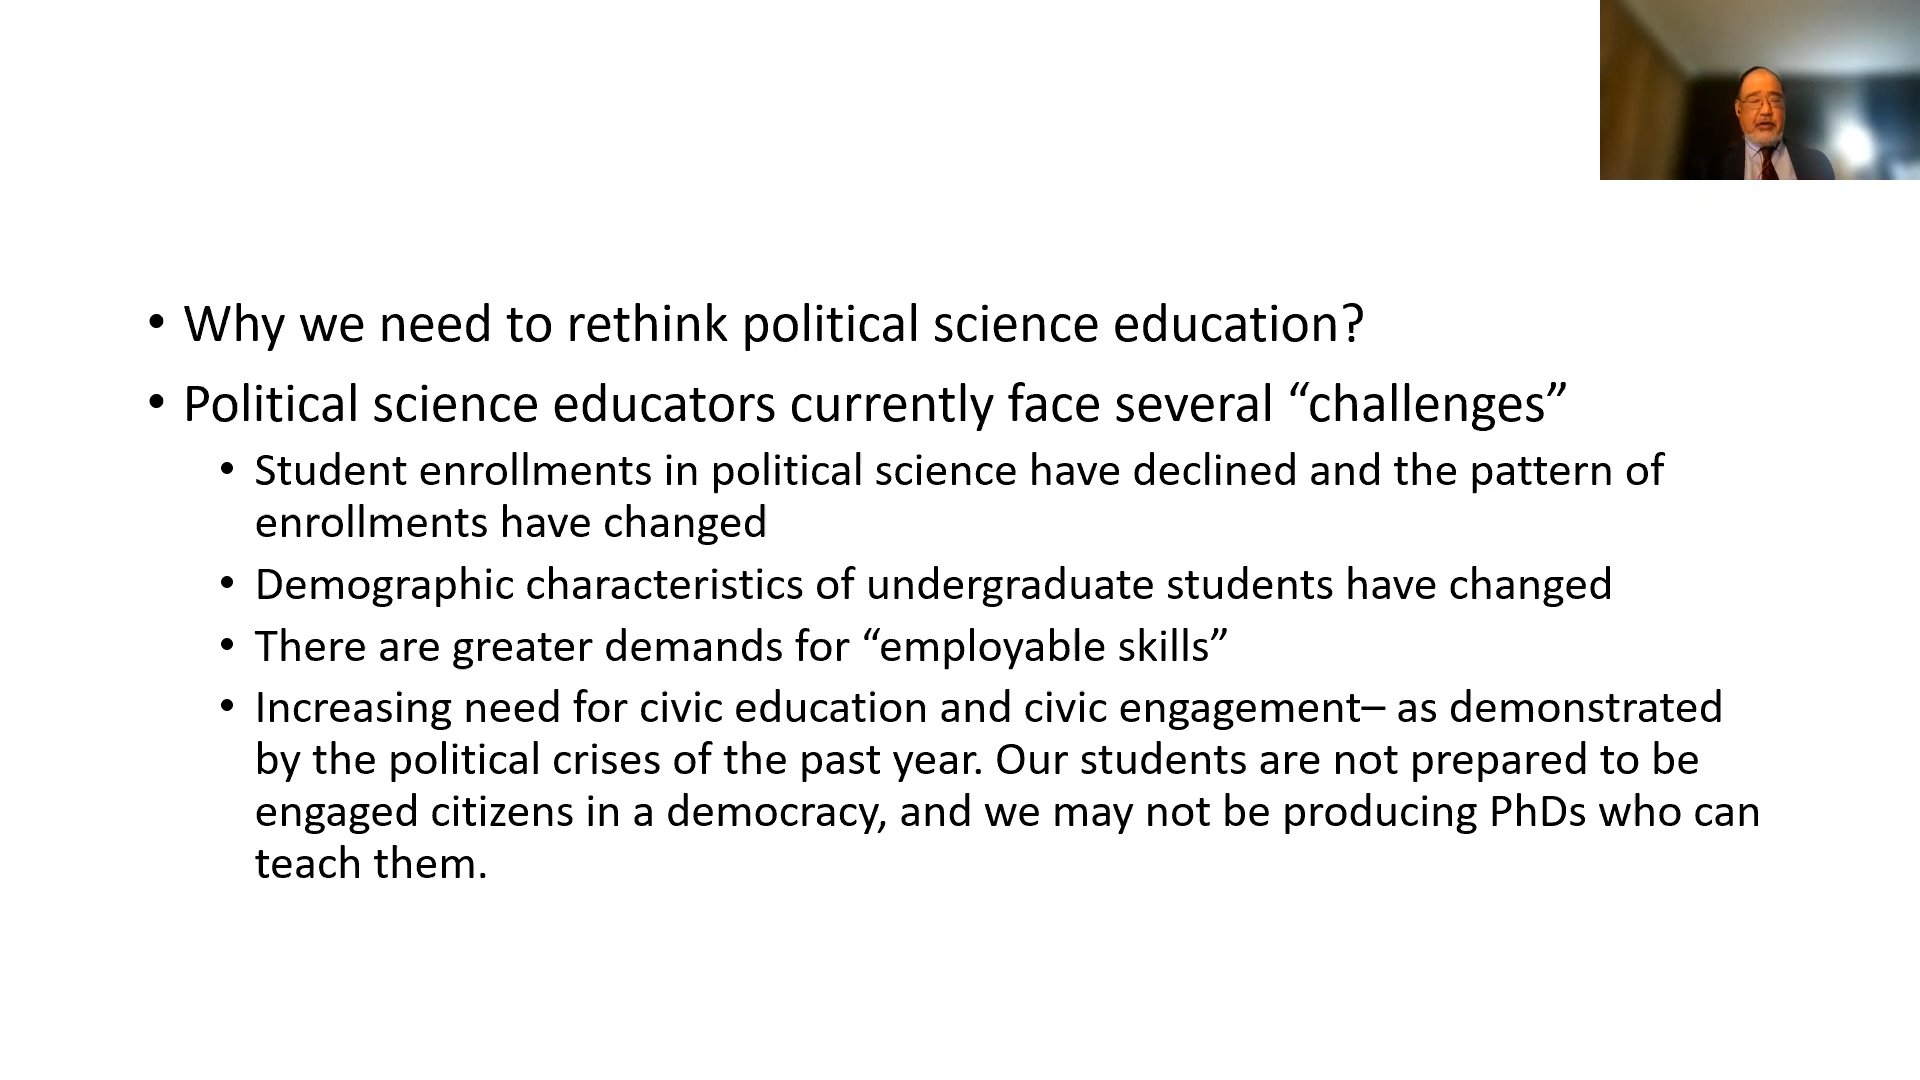 • Why we need to rethink political science education?
• Political science educators currently face several “challenges”
• Student enrollments in political science have declined and the pattern of
enrollments have changed
• Demographic characteristics of undergraduate students have changed
• There are greater demands for “employable skills”
• Increasing need for civic education and civic engagement– as demonstrated
by the political crises of the past year. Our students are not prepared to be
engaged citizens in a democracy, and we may not be producing PhDs who can
teach them.